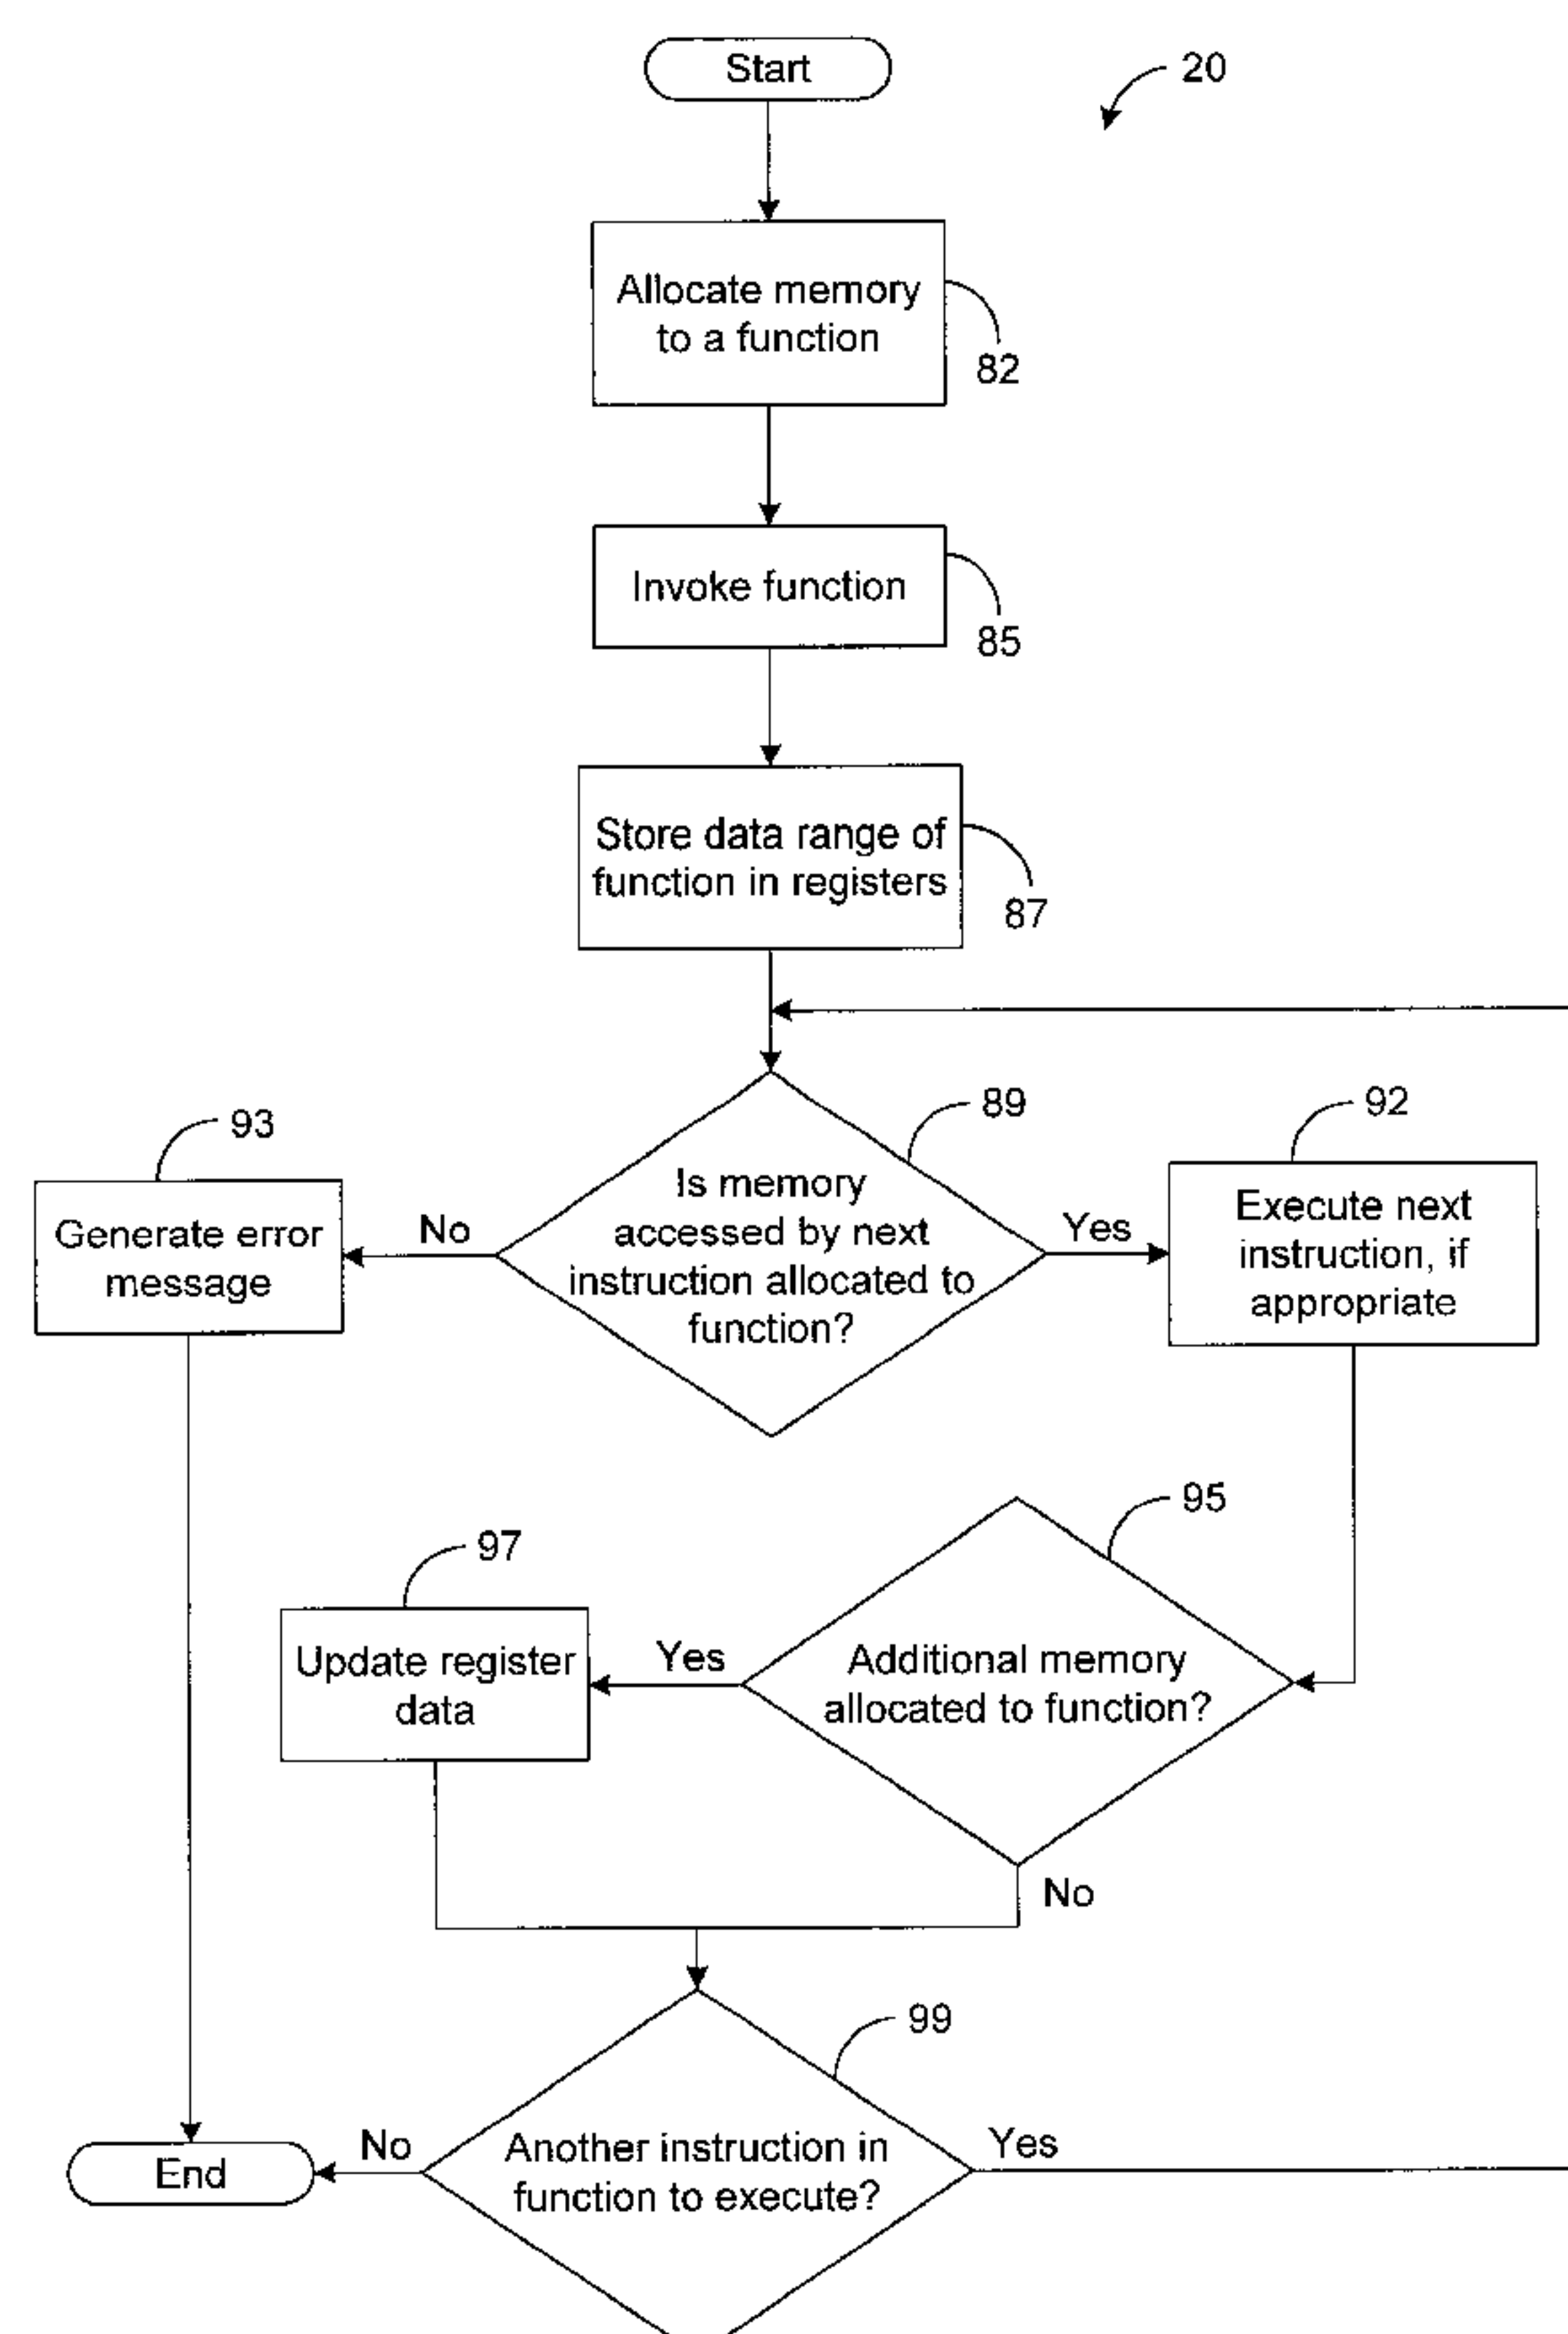 Start
20
Allocate memory
to a function
82
Invoke function
85
Store data range of
function in registers
87
89
92
93
Is memory
accessed by next
instruction allocated to
function?
No
Yes
Generate error
message
Execute next
instruction, if
appropriate
95
97
Additional memory
allocated to function?
Yes
Update register
data
No
99
Another instruction in
function to execute?
No
Yes
End